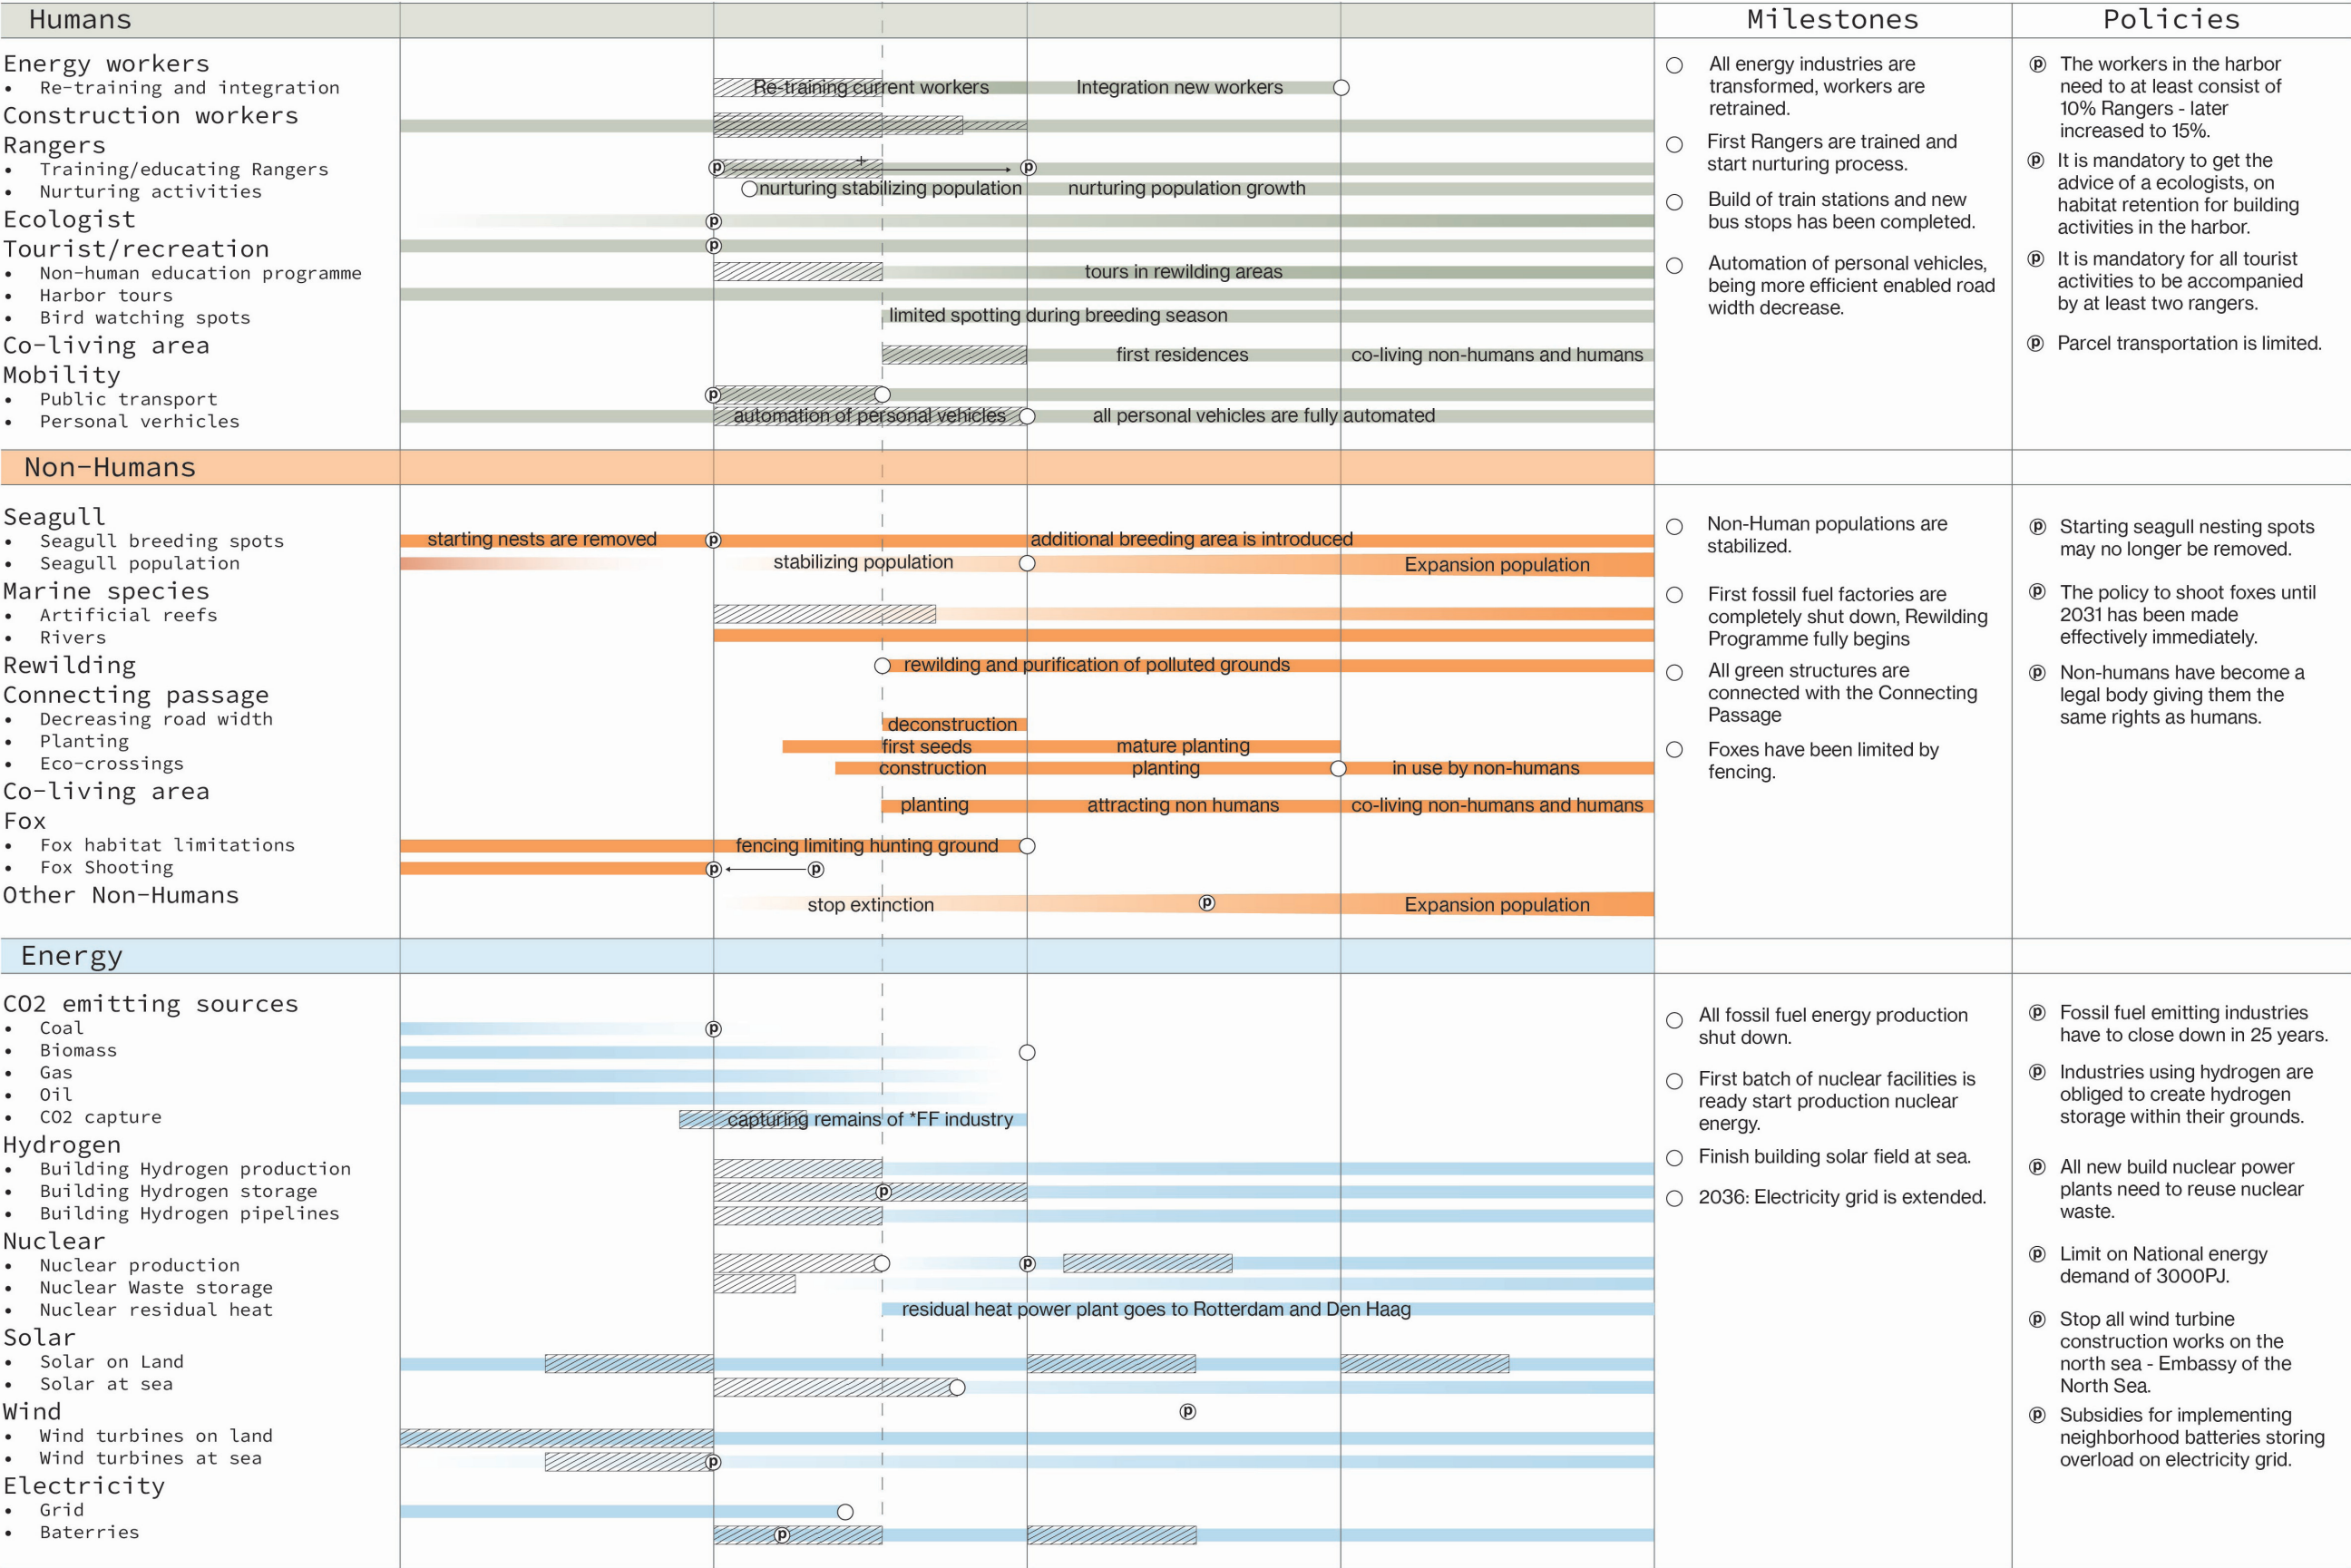 Humans
Milestones
Policies
Energy workers
• Re-training and integration
Re-training current workers
Integration new workers
Construction workers
Rangers
• Training/educating Rangers
p
+
p
• Nurturing activities
nurturing stabilizing population
nurturing population growth
Ecologist
p
Tourist/recreation
p
• Non-human education programme
tours in rewilding areas
• Harbor tours
• Bird watching spots
limited spotting during breeding season
Co-living area
first residences
co-living non-humans and humans
Mobility
• Public transport
p
• Personal verhicles
automation of personal vehicles
all personal vehicles are fully automated
All energy industries are
transformed, workers are
retrained.
First Rangers are trained and
start nurturing process.
Build of train stations and new
bus stops has been completed.
Automation of personal vehicles,
being more efficient enabled road
width decrease.
p The workers in the harbor
need to at least consist of
10% Rangers - later
increased to 15%.
p It is mandatory to get the
advice of a ecologists, on
habitat retention for building
activities in the harbor.
p It is mandatory for all tourist
activities to be accompanied
by at least two rangers.
p Parcel transportation is limited.
Non-Humans
Seagull
• Seagull breeding spots
starting nests are removed
p
additional breeding area is introduced
• Seagull population
stabilizing population
Expansion population
Marine species
• Artificial reefs
• Rivers
Rewilding
rewilding and purification of polluted grounds
Connecting passage
• Decreasing road width
deconstruction
• Planting
first seeds
mature planting
• Eco-crossings
construction
planting
in use by non-humans
Co-living area
planting
attracting non humans
co-living non-humans and humans
Fox
• Fox habitat limitations
fencing limiting hunting ground
• Fox Shooting
p
p
Other Non-Humans
stop extinction
p
Expansion population
Non-Human populations are
stabilized.
First fossil fuel factories are
completely shut down, Rewilding
Programme fully begins
All green structures are
connected with the Connecting
Passage
Foxes have been limited by
fencing.
p Starting seagull nesting spots
may no longer be removed.
p The policy to shoot foxes until
2031 has been made
effectively immediately.
p Non-humans have become a
legal body giving them the
same rights as humans.
Energy
CO2 emitting sources
• Coal
p
• Biomass
• Gas
• Oil
• CO2 capture
capturing remains of *FF industry
Hydrogen
• Building Hydrogen production
• Building Hydrogen storage
p
• Building Hydrogen pipelines
Nuclear
• Nuclear production
p
• Nuclear Waste storage
• Nuclear residual heat
residual heat power plant goes to Rotterdam and Den Haag
Solar
• Solar on Land
• Solar at sea
Wind
p
• Wind turbines on land
• Wind turbines at sea
p
Electricity
• Grid
• Baterries
p
All fossil fuel energy production
shut down.
First batch of nuclear facilities is
ready start production nuclear
energy.
Finish building solar field at sea.
2036: Electricity grid is extended.
p Fossil fuel emitting industries
have to close down in 25 years.
p Industries using hydrogen are
obliged to create hydrogen
storage within their grounds.
p All new build nuclear power
plants need to reuse nuclear
waste.
p Limit on National energy
demand of 3000PJ.
p Stop all wind turbine
construction works on the
north sea - Embassy of the
North Sea.
p Subsidies for implementing
neighborhood batteries storing
overload on electricity grid.